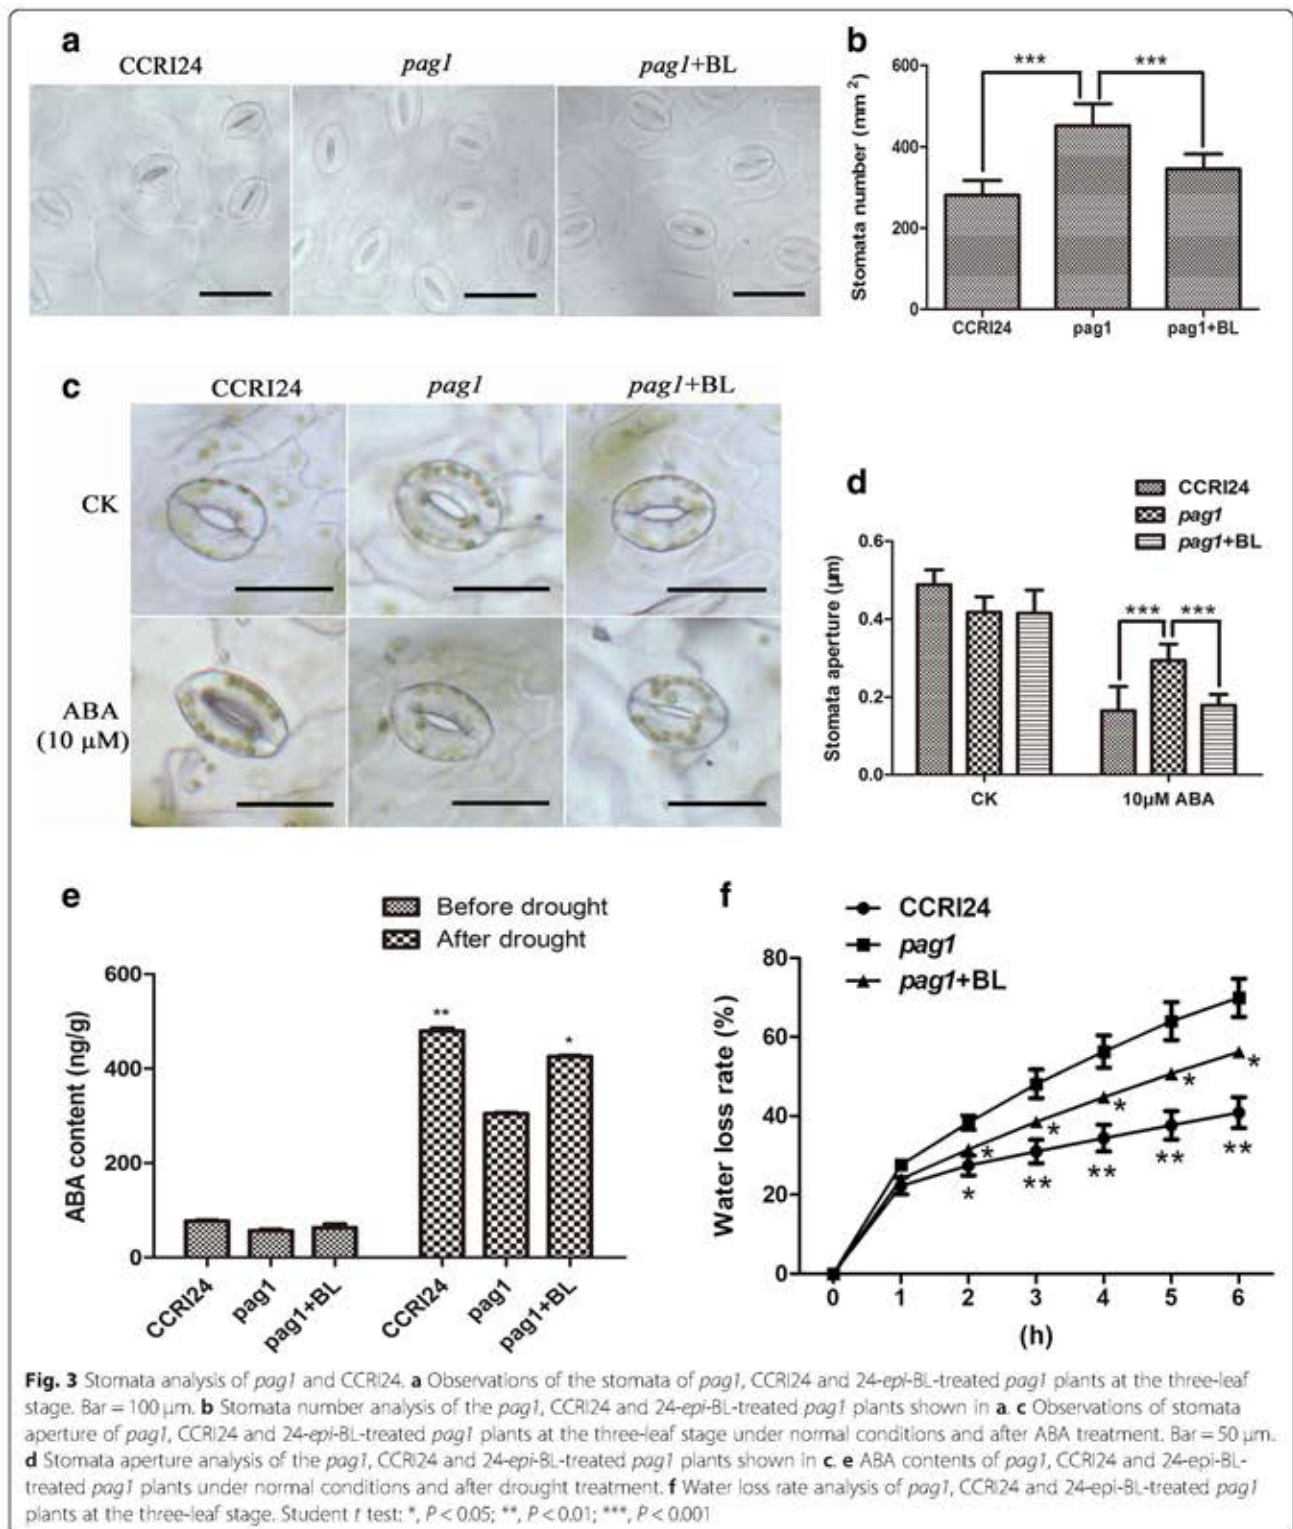 a
CCRI24 pag1 pag1+BL
b
600
400
200
0
Stomata number (mm²)
*** ***
CCRI24 pag1 pag1+BL
c
CCRI24 pag1 pag1+BL
CK
ABA
(10 µM)
d
CCRI24
pag1
pag1+BL
0.6
0.4
0.2
0.0
Stomata aperture (µm)
*** ***
CK 10µM ABA
e
Before drought
After drought
600
400
200
0
ABA content (ng/g)
** *
CCRI24 pag1 pag1+BL CCRI24 pag1 pag1+BL
f
CCRI24
pag1
pag1+BL
80
60
40
20
0
Water loss rate (%)
* * * * *
* ** ** ** **
0 1 2 3 4 5 6
(h)
Fig. 3 Stomata analysis of pag1 and CCRI24. a Observations of the stomata of pag1, CCRI24 and 24-epi-BL-treated pag1 plants at the three-leaf
stage. Bar = 100 µm. b Stomata number analysis of the pag1, CCRI24 and 24-epi-BL-treated pag1 plants shown in a. c Observations of stomata
aperture of pag1, CCRI24 and 24-epi-BL-treated pag1 plants at the three-leaf stage under normal conditions and after ABA treatment. Bar = 50 µm.
d Stomata aperture analysis of the pag1, CCRI24 and 24-epi-BL-treated pag1 plants shown in c. e ABA contents of pag1, CCRI24 and 24-epi-BL-
treated pag1 plants under normal conditions and after drought treatment. f Water loss rate analysis of pag1, CCRI24 and 24-epi-BL-treated pag1
plants at the three-leaf stage. Student t test: *, P < 0.05; **, P < 0.01; ***, P < 0.001